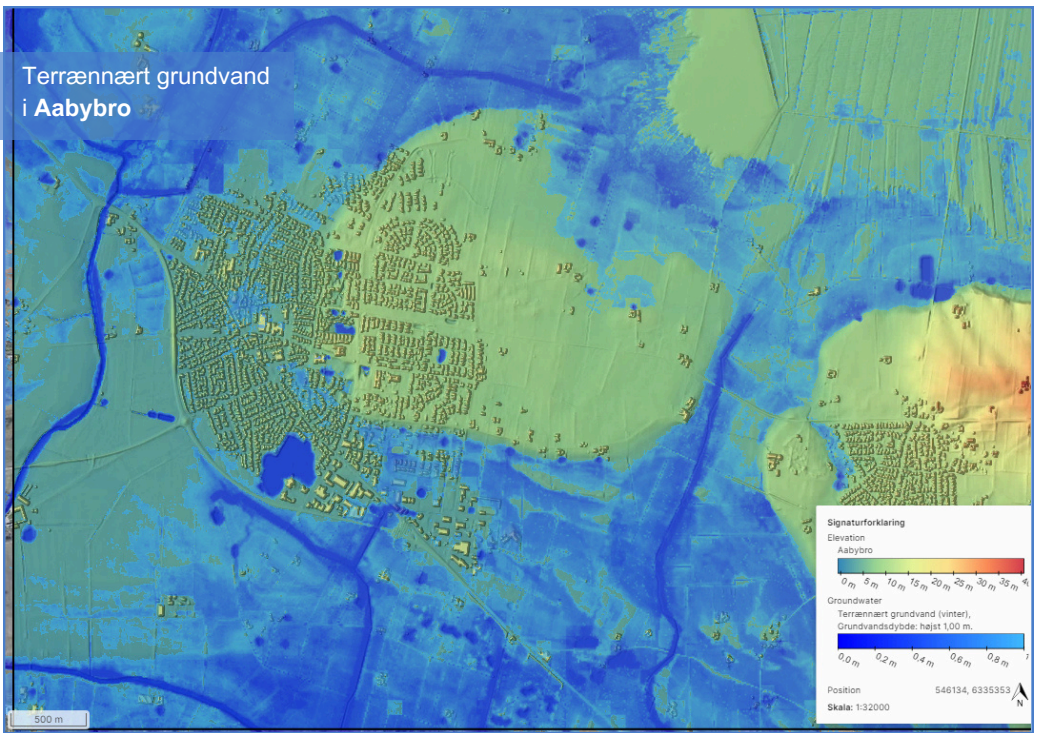 Terrænnært grundvand
i Aabybro
Signaturforklaring
Elevation
Aabybro
0 m 5 m 10 m 15 m 20 m 25 m 30 m 35 m
Groundwater
Terrænnært grundvand (vinter),
Grundvandsdybde: højst 1,00 m.
0,0 m 0,2 m 0,4 m 0,6 m 0,8 m
Position 546134, 6335353
N
Skala: 1:32000
500 m